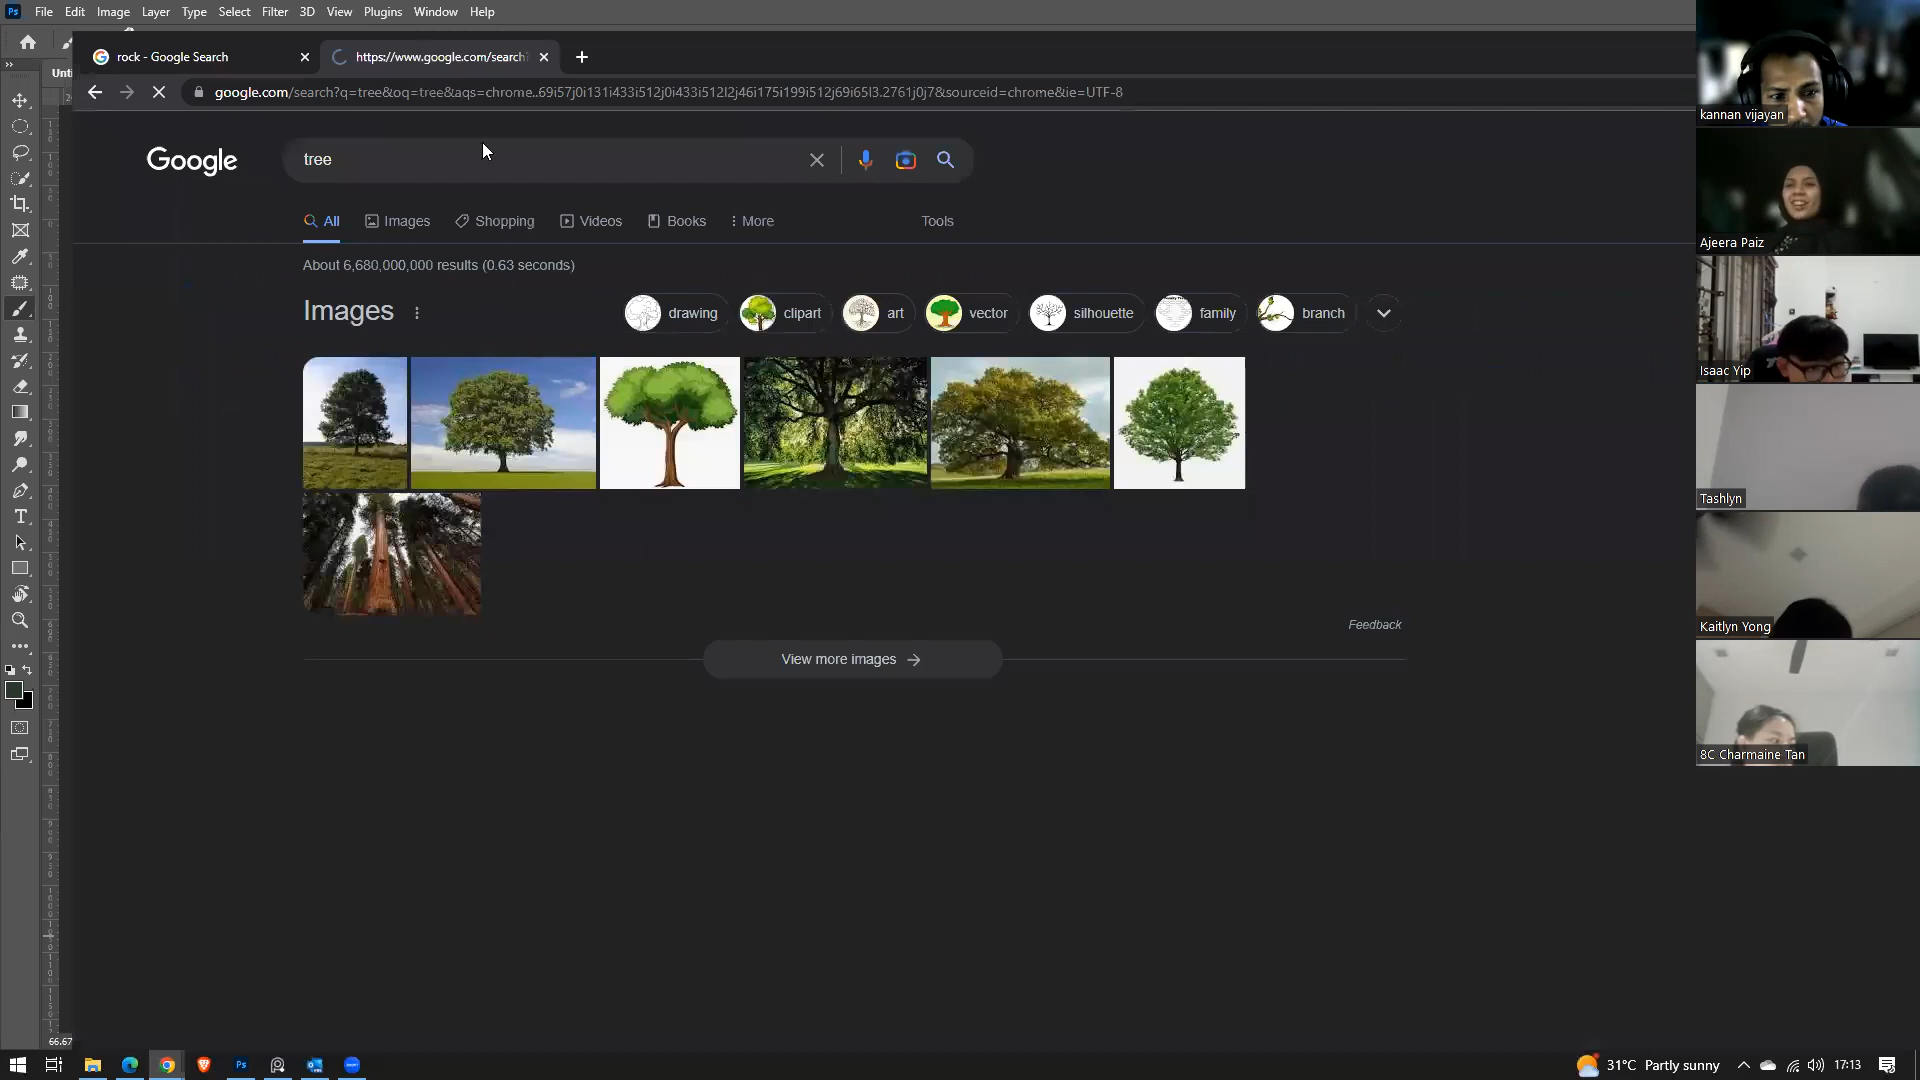 Ps File Edit Image Layer Type Select Filter 3D View Plugins Window Help
Unti
rock - Google Search
https://www.google.com/search
google.com/search?q=tree&oq=tree&aqs=chrome..69i57j0i131i433i512j0i433i512l2j46i175i199i512j69i65l3.2761j0j7&sourceid=chrome&ie=UTF-8
Google
tree
All Images Shopping Videos Books More Tools
About 6,680,000,000 results (0.63 seconds)
Images
drawing clipart art vector silhouette family branch
Feedback
View more images
kannan vijayan
Ajeera Paiz
Isaac Yip
Tashlyn
Kaitlyn Yong
8C Charmaine Tan
66.67
Ps
31°C Partly sunny
17:13